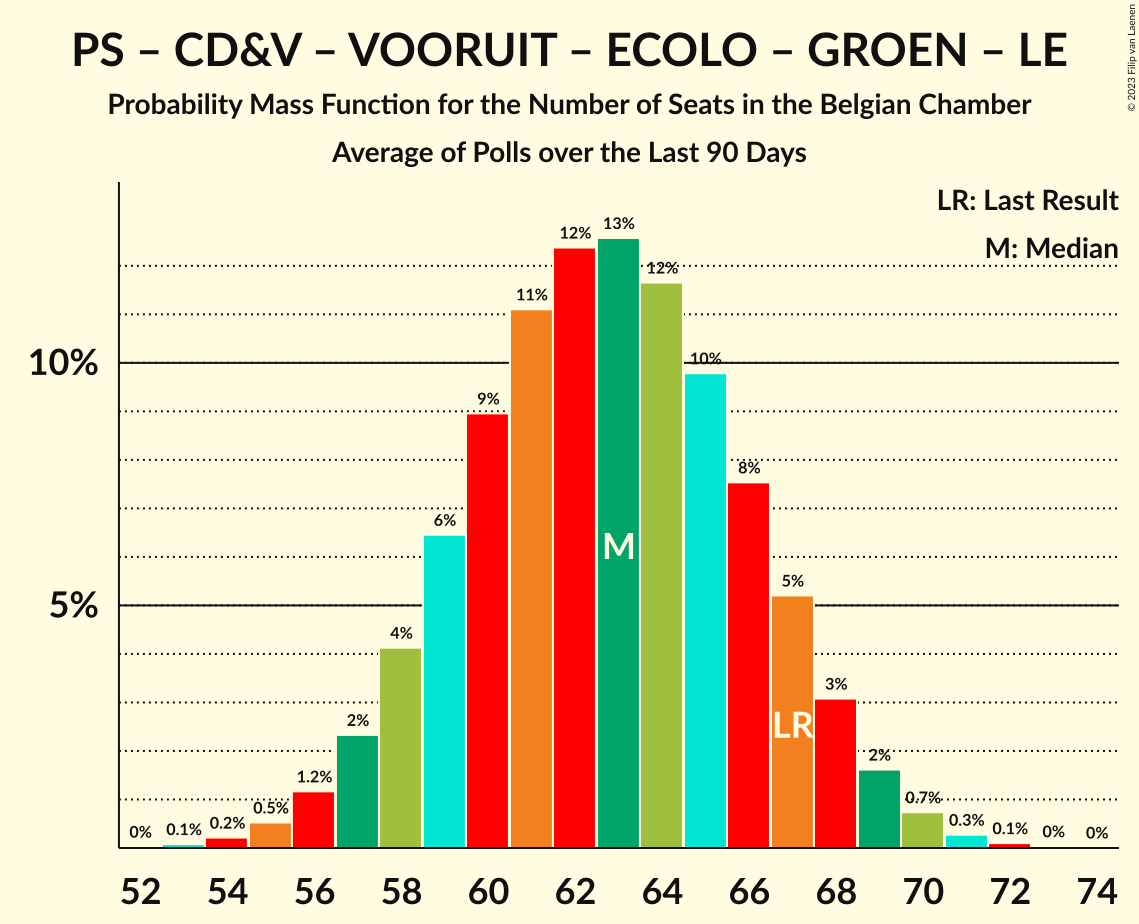 PS – CD&V – VOORUIT – ECOLO – GROEN – LE
Probability Mass Function for the Number of Seats in the Belgian Chamber
Average of Polls over the Last 90 Days
© 2023 Filip van Laenen
LR: Last Result
M: Median
10%
5%
0%
0.1%
0.2%
0.5%
1.2%
2%
4%
6%
9%
11%
12%
13%
12%
10%
8%
5%
3%
2%
0.7%
0.3%
0.1%
0%
0%
M
LR
52 54 56 58 60 62 64 66 68 70 72 74